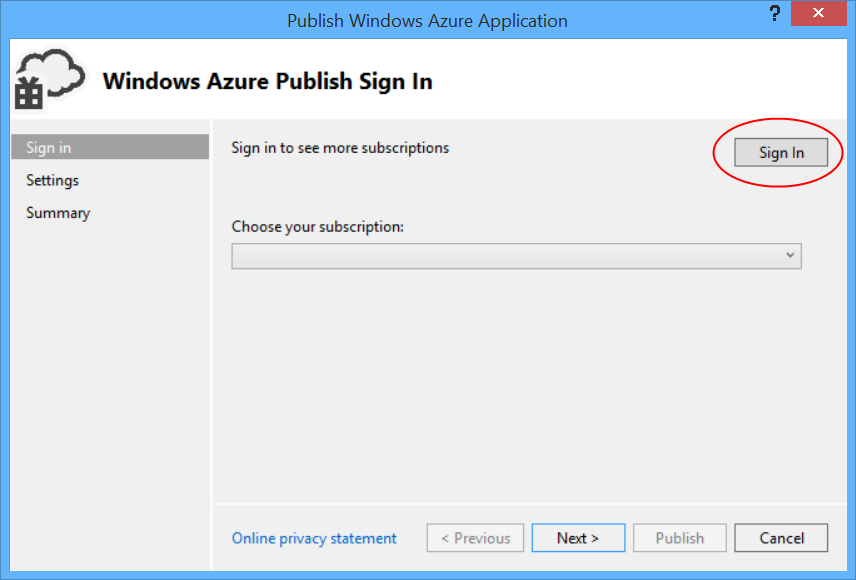 Publish Windows Azure Application
?
Windows Azure Publish Sign In
Sign in
Settings
Summary
Sign in to see more subscriptions
Sign In
Choose your subscription:
Online privacy statement
< Previous
Next >
Publish
Cancel